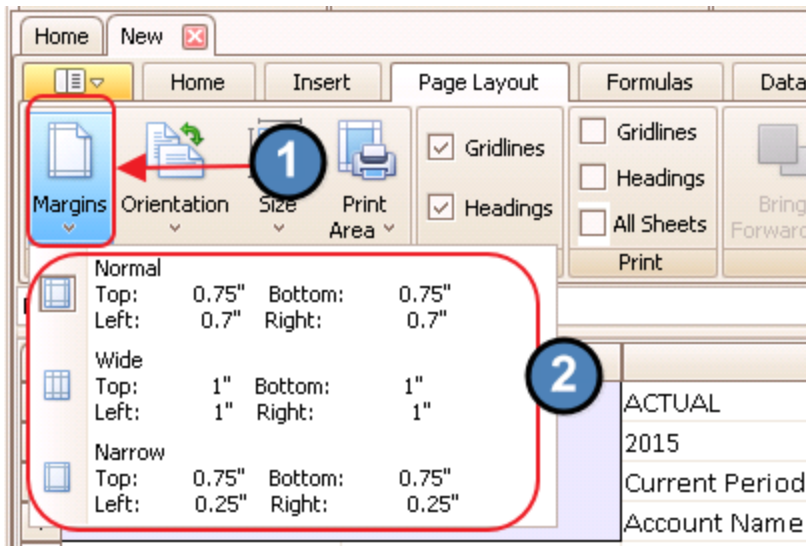 Home New
Home Insert Page Layout Formulas Data
Margins Orientation Size Print Area
1
Gridlines
Headings
Gridlines
Headings
All Sheets
Print
Bring
Forward
Normal
Top: 0.75" Bottom: 0.75"
Left: 0.7" Right: 0.7"
Wide
Top: 1" Bottom: 1"
Left: 1" Right: 1"
Narrow
Top: 0.75" Bottom: 0.75"
Left: 0.25" Right: 0.25"
2
ACTUAL
2015
Current Period
Account Name